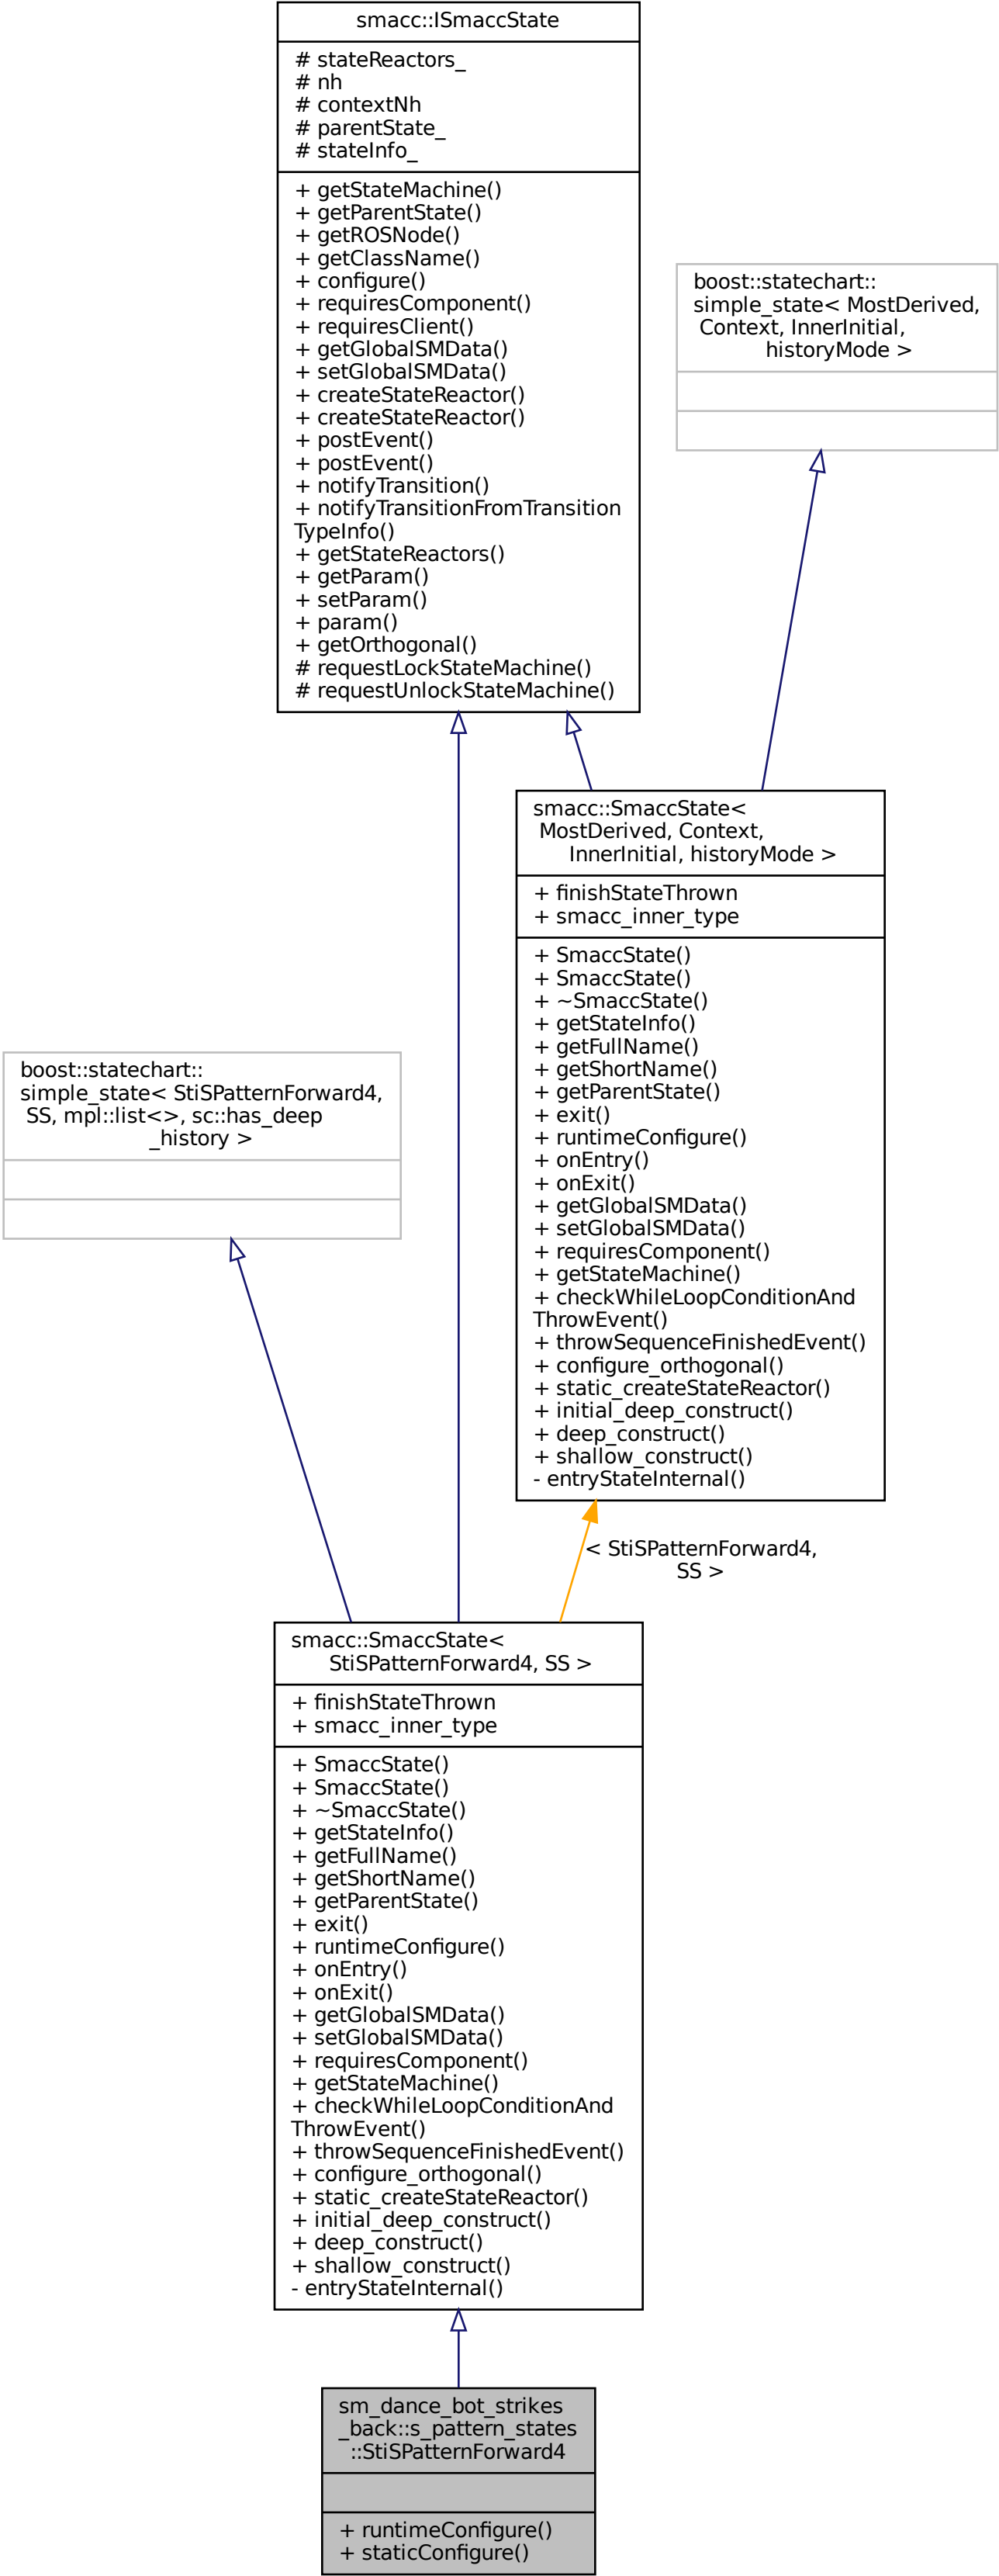 smacc::ISmaccState
# stateReactors_
# nh
# contextNh
# parentState_
# stateInfo_
+ getStateMachine()
+ getParentState()
+ getROSNode()
+ getClassName()
+ configure()
+ requiresComponent()
+ requiresClient()
+ getGlobalSMData()
+ setGlobalSMData()
+ createStateReactor()
+ createStateReactor()
+ postEvent()
+ postEvent()
+ notifyTransition()
+ notifyTransitionFromTransition
TypeInfo()
+ getStateReactors()
+ getParam()
+ setParam()
+ param()
+ getOrthogonal()
# requestLockStateMachine()
# requestUnlockStateMachine()
boost::statechart::
simple_state< MostDerived,
Context, InnerInitial,
historyMode >
smacc::SmaccState<
MostDerived, Context,
InnerInitial, historyMode >
+ finishStateThrown
+ smacc_inner_type
+ SmaccState()
+ SmaccState()
+ ~SmaccState()
+ getStateInfo()
+ getFullName()
+ getShortName()
+ getParentState()
+ exit()
+ runtimeConfigure()
+ onEntry()
+ onExit()
+ getGlobalSMData()
+ setGlobalSMData()
+ requiresComponent()
+ getStateMachine()
+ checkWhileLoopConditionAnd
ThrowEvent()
+ throwSequenceFinishedEvent()
+ configure_orthogonal()
+ static_createStateReactor()
+ initial_deep_construct()
+ deep_construct()
+ shallow_construct()
- entryStateInternal()
boost::statechart::
simple_state< StiSPatternForward4,
SS, mpl::list<>, sc::has_deep
_history >
< StiSPatternForward4,
SS >
smacc::SmaccState<
StiSPatternForward4, SS >
+ finishStateThrown
+ smacc_inner_type
+ SmaccState()
+ SmaccState()
+ ~SmaccState()
+ getStateInfo()
+ getFullName()
+ getShortName()
+ getParentState()
+ exit()
+ runtimeConfigure()
+ onEntry()
+ onExit()
+ getGlobalSMData()
+ setGlobalSMData()
+ requiresComponent()
+ getStateMachine()
+ checkWhileLoopConditionAnd
ThrowEvent()
+ throwSequenceFinishedEvent()
+ configure_orthogonal()
+ static_createStateReactor()
+ initial_deep_construct()
+ deep_construct()
+ shallow_construct()
- entryStateInternal()
sm_dance_bot_strikes
_back::s_pattern_states
::StiSPatternForward4
+ runtimeConfigure()
+ staticConfigure()